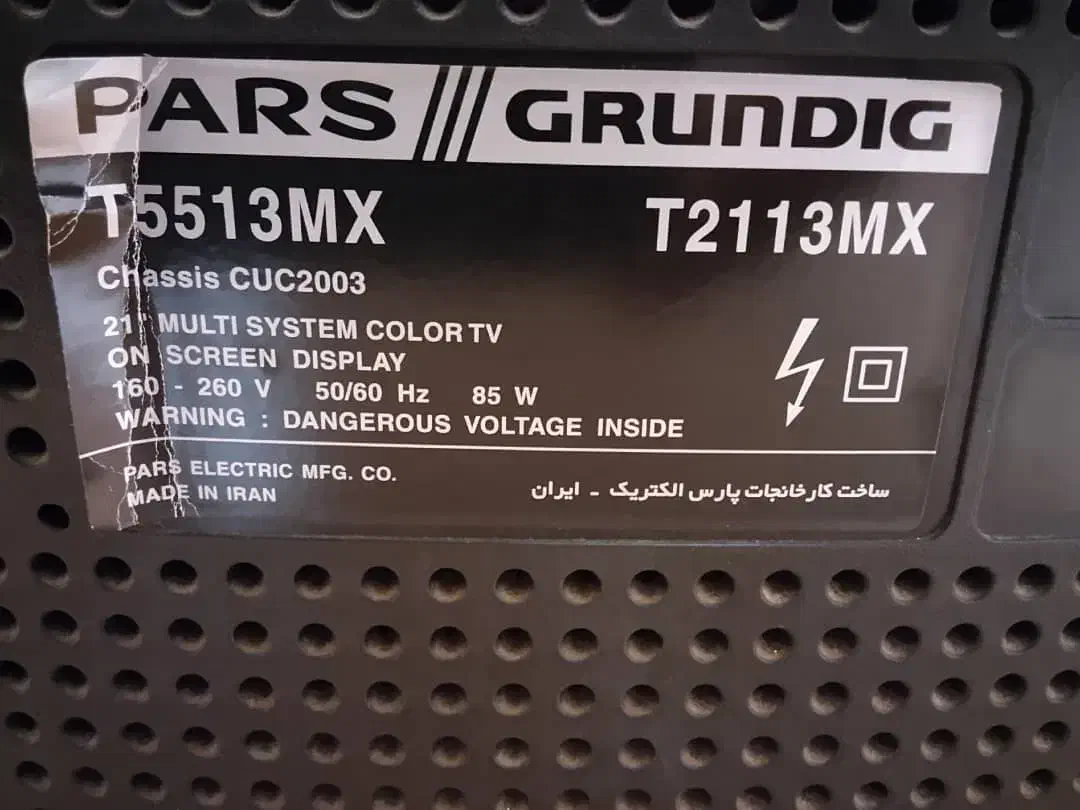 PARS /// GRUNDIG
T5513MX T2113MX
Chassis CUC2003
21" MULTI SYSTEM COLOR TV
ON SCREEN DISPLAY
160 - 260 V 50/60 Hz 85 W
WARNING : DANGEROUS VOLTAGE INSIDE
PARS ELECTRIC MFG. CO.
MADE IN IRAN
ساخت کارخانجات پارس الکتریک - ایران